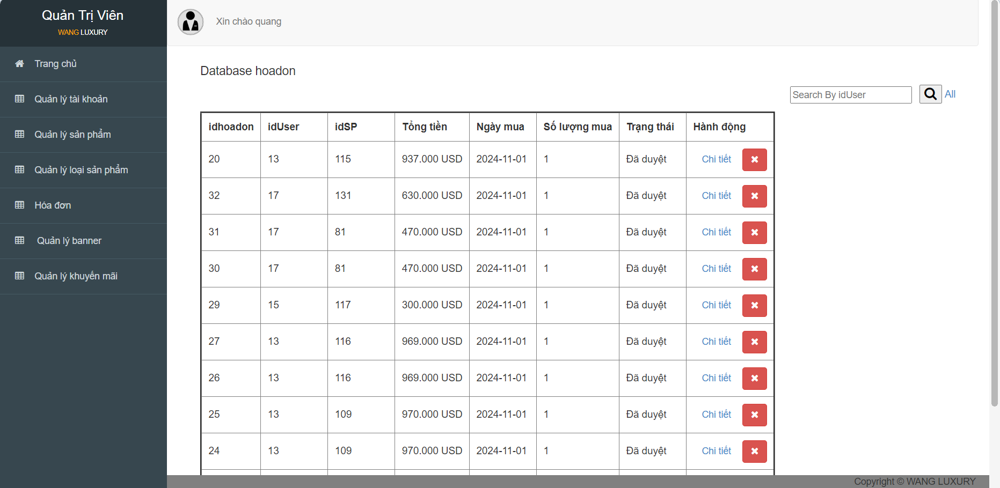 Quản Trị Viên
WANG LUXURY
Trang chủ
Quản lý tài khoản
Quản lý sản phẩm
Quản lý loại sản phẩm
Hóa đơn
Quản lý banner
Quản lý khuyến mãi
Xin chào quang
Database hoadon
Search By idUser All
idhoadon idUser idSP Tổng tiền Ngày mua Số lượng mua Trạng thái Hành động
20 13 115 937.000 USD 2024-11-01 1 Đã duyệt Chi tiết
32 17 131 630.000 USD 2024-11-01 1 Đã duyệt Chi tiết
31 17 81 470.000 USD 2024-11-01 1 Đã duyệt Chi tiết
30 17 81 470.000 USD 2024-11-01 1 Đã duyệt Chi tiết
29 15 117 300.000 USD 2024-11-01 1 Đã duyệt Chi tiết
27 13 116 969.000 USD 2024-11-01 1 Đã duyệt Chi tiết
26 13 116 969.000 USD 2024-11-01 1 Đã duyệt Chi tiết
25 13 109 970.000 USD 2024-11-01 1 Đã duyệt Chi tiết
24 13 109 970.000 USD 2024-11-01 1 Đã duyệt Chi tiết
Copyright © WANG LUXURY